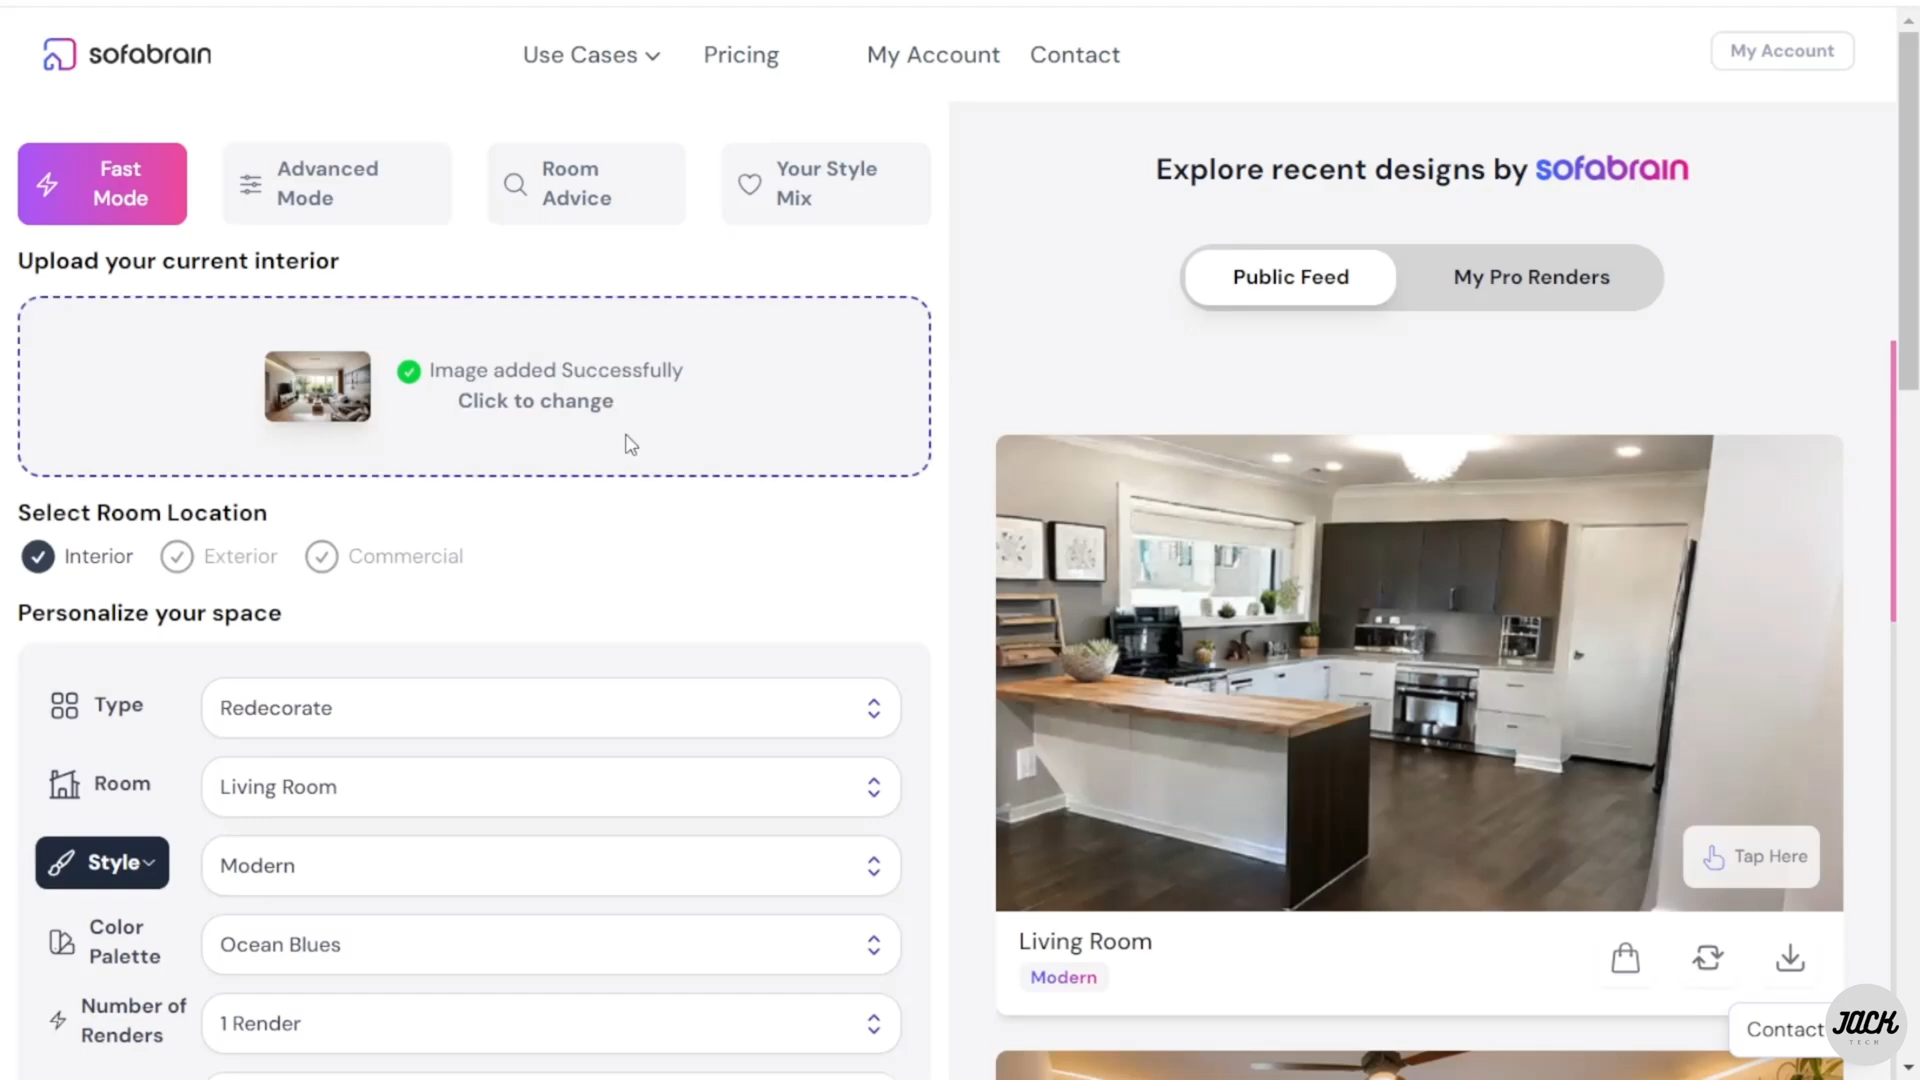 sofabrain
Use Cases
Pricing
My Account
Contact
My Account
Fast
Mode
Advanced
Mode
Room
Advice
Your Style
Mix
Upload your current interior
Image added Successfully
Click to change
Select Room Location
Interior
Exterior
Commercial
Personalize your space
Type
Redecorate
Room
Living Room
Style
Modern
Color
Palette
Ocean Blues
Number of
Renders
1 Render
Explore recent designs by sofabrain
Public Feed
My Pro Renders
Tap Here
Living Room
Modern
Contact
JACK
TECH